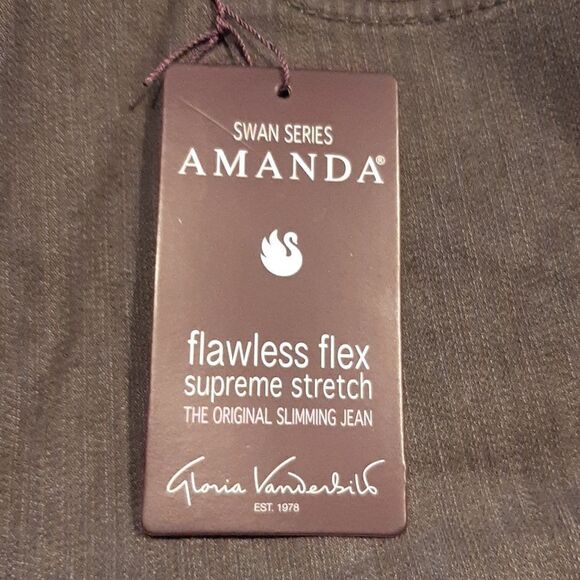 SWAN SERIES
AMANDA®
flawless flex
supreme stretch
THE ORIGINAL SLIMMING JEAN
Gloria Vanderbilt
EST. 1978